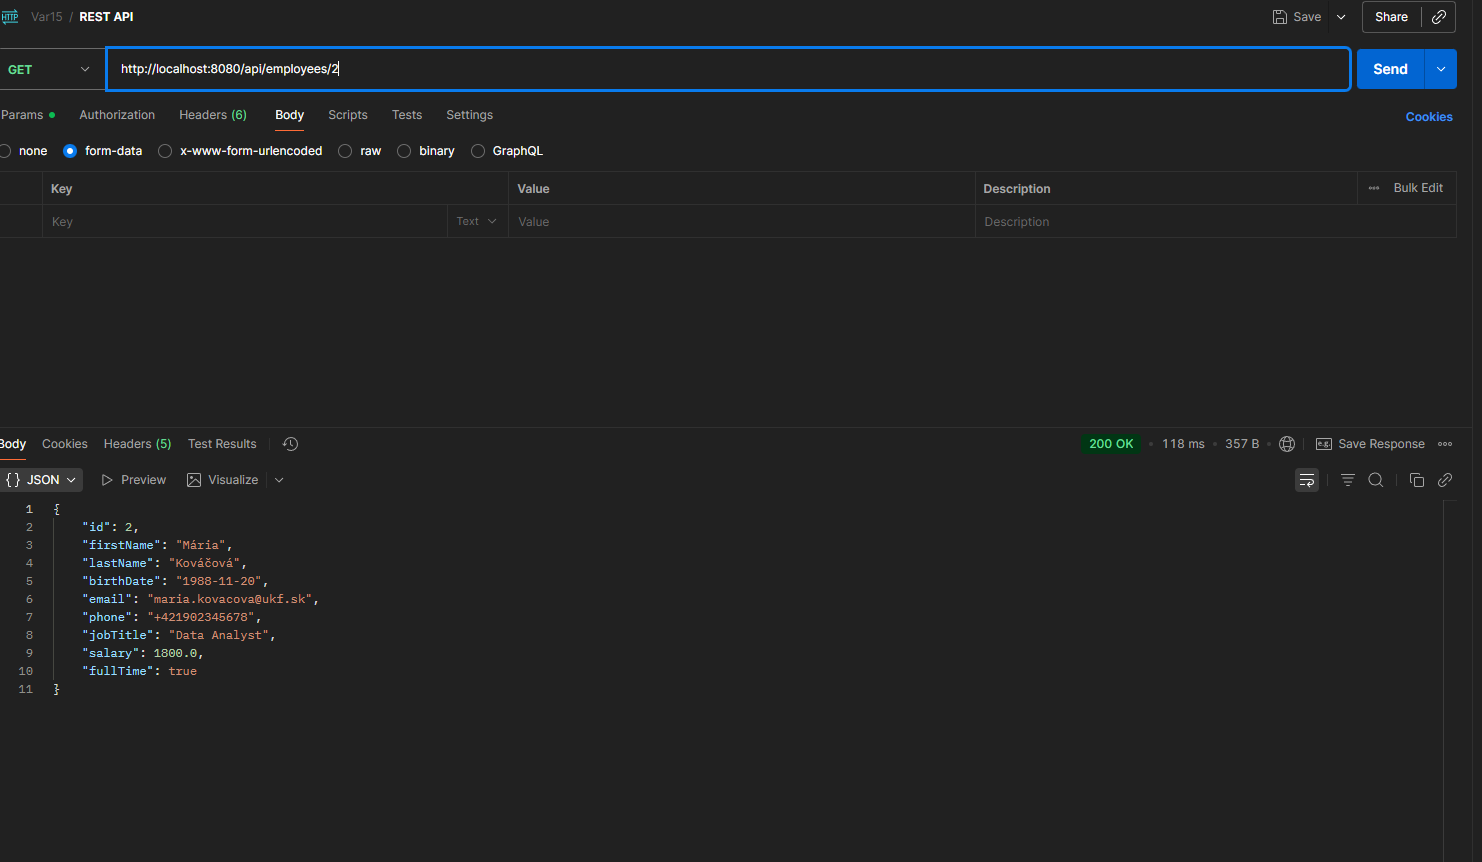 HTTP Var15 / REST API Save Share
GET http://localhost:8080/api/employees/2 Send
Params Authorization Headers (6) Body Scripts Tests Settings Cookies
none form-data x-www-form-urlencoded raw binary GraphQL
Key Value Description Bulk Edit
Key Text Value Description
Body Cookies Headers (5) Test Results 200 OK 118 ms 357 B e.g. Save Response
{} JSON Preview Visualize
1 {
2 "id": 2,
3 "firstName": "Mária",
4 "lastName": "Kováčová",
5 "birthDate": "1988-11-20",
6 "email": "maria.kovacova@ukf.sk",
7 "phone": "+421902345678",
8 "jobTitle": "Data Analyst",
9 "salary": 1800.0,
10 "fullTime": true
11 }